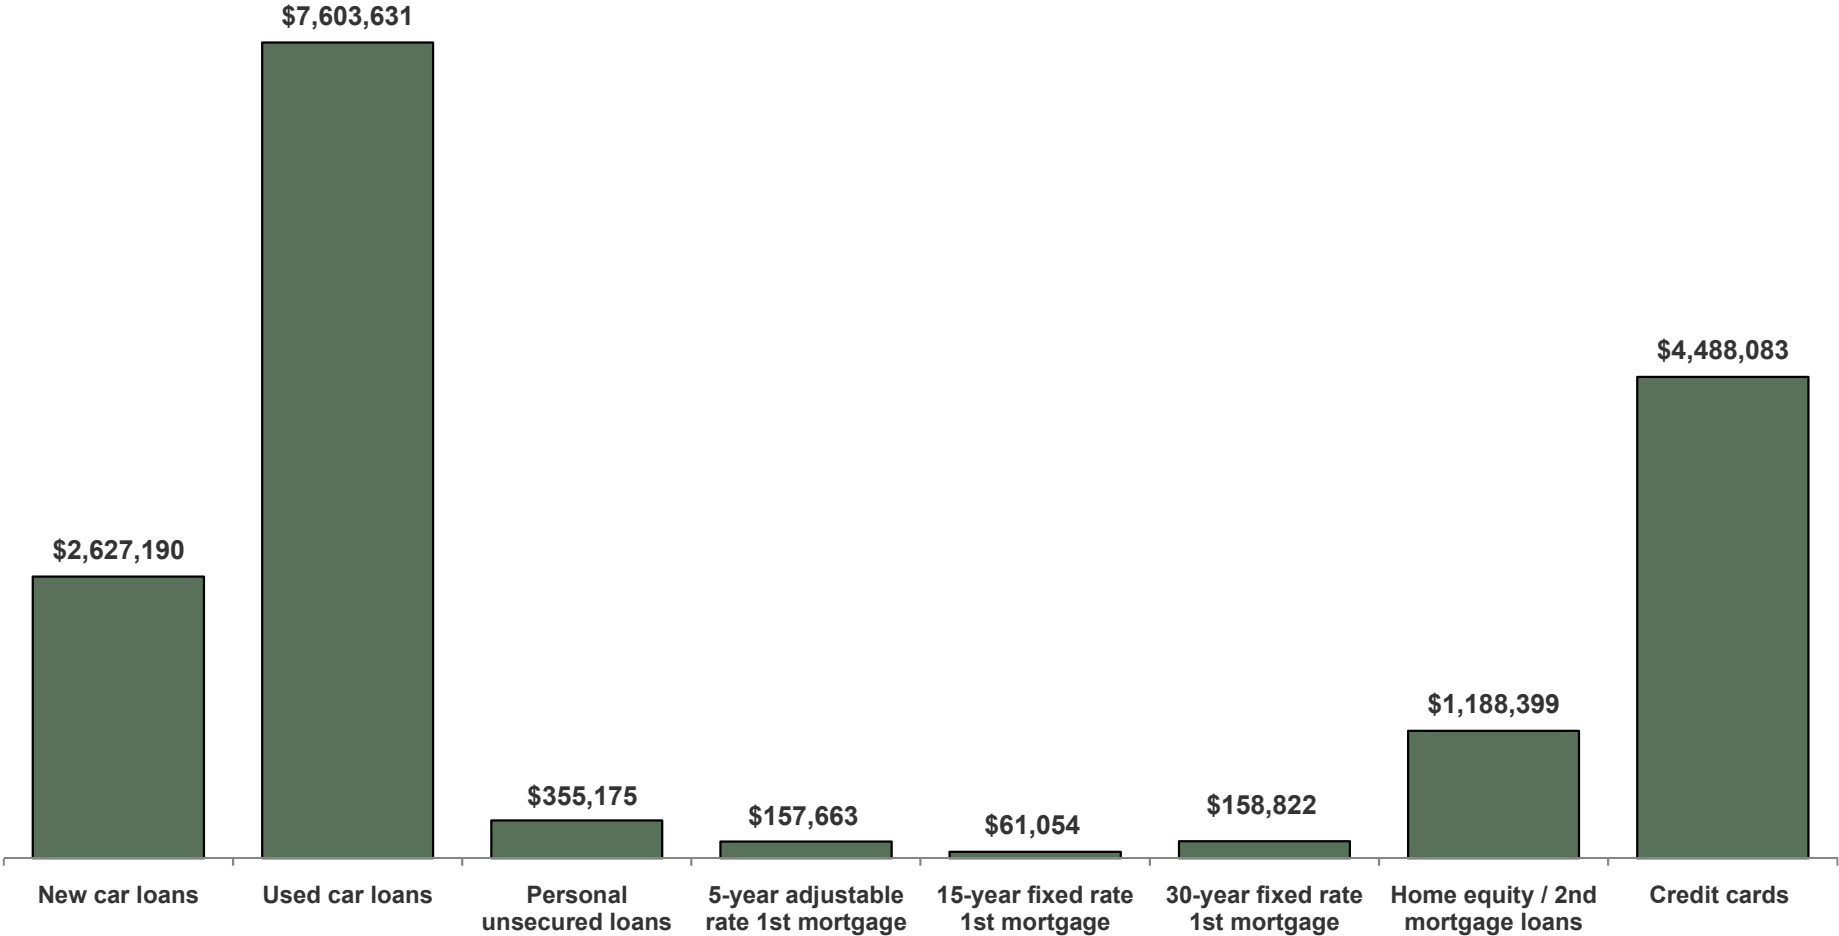 $7,603,631
$4,488,083
$2,627,190
$1,188,399
$355,175
$157,663
$61,054
$158,822
New car loans
Used car loans
Personal
unsecured loans
5-year adjustable
rate 1st mortgage
15-year fixed rate
1st mortgage
30-year fixed rate
1st mortgage
Home equity / 2nd
mortgage loans
Credit cards